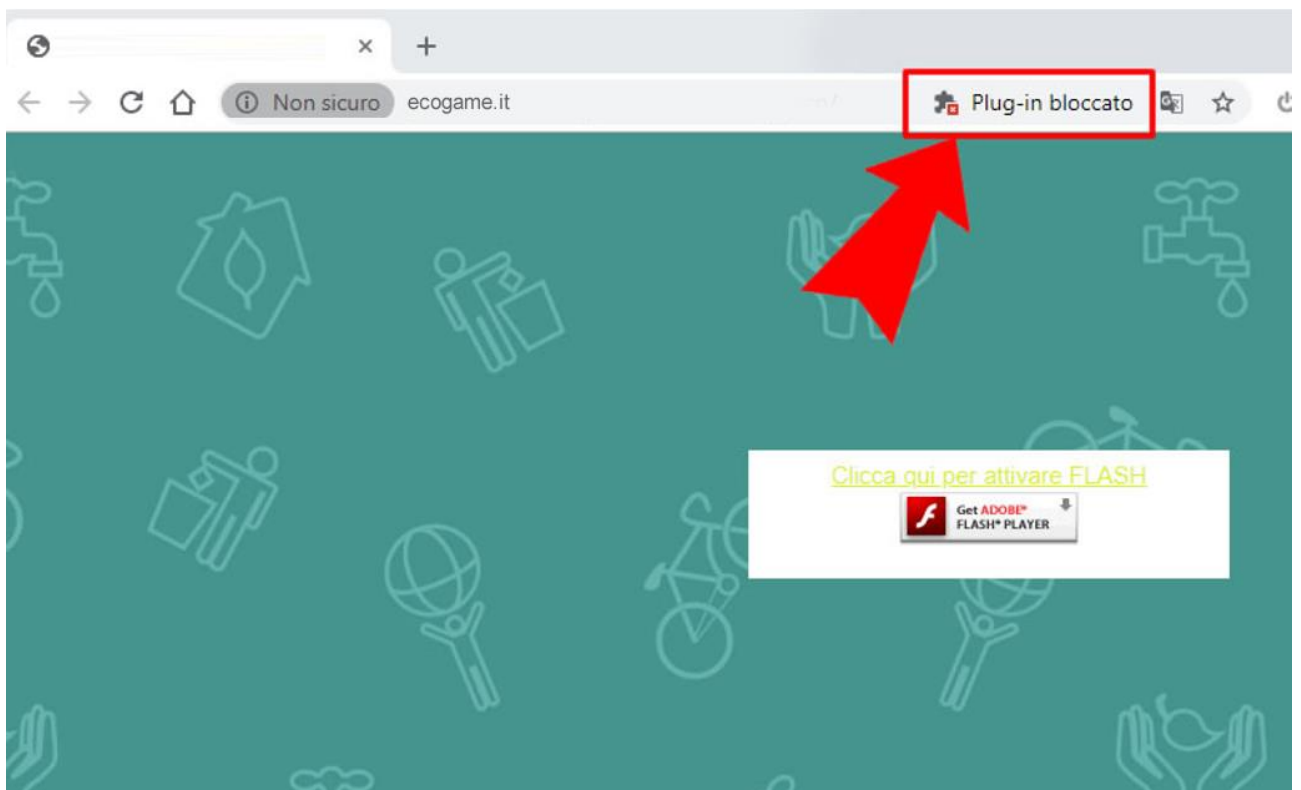 Non sicuro ecogame.it Plug-in bloccato
Clicca qui per attivare FLASH
Get ADOBE®
FLASH® PLAYER